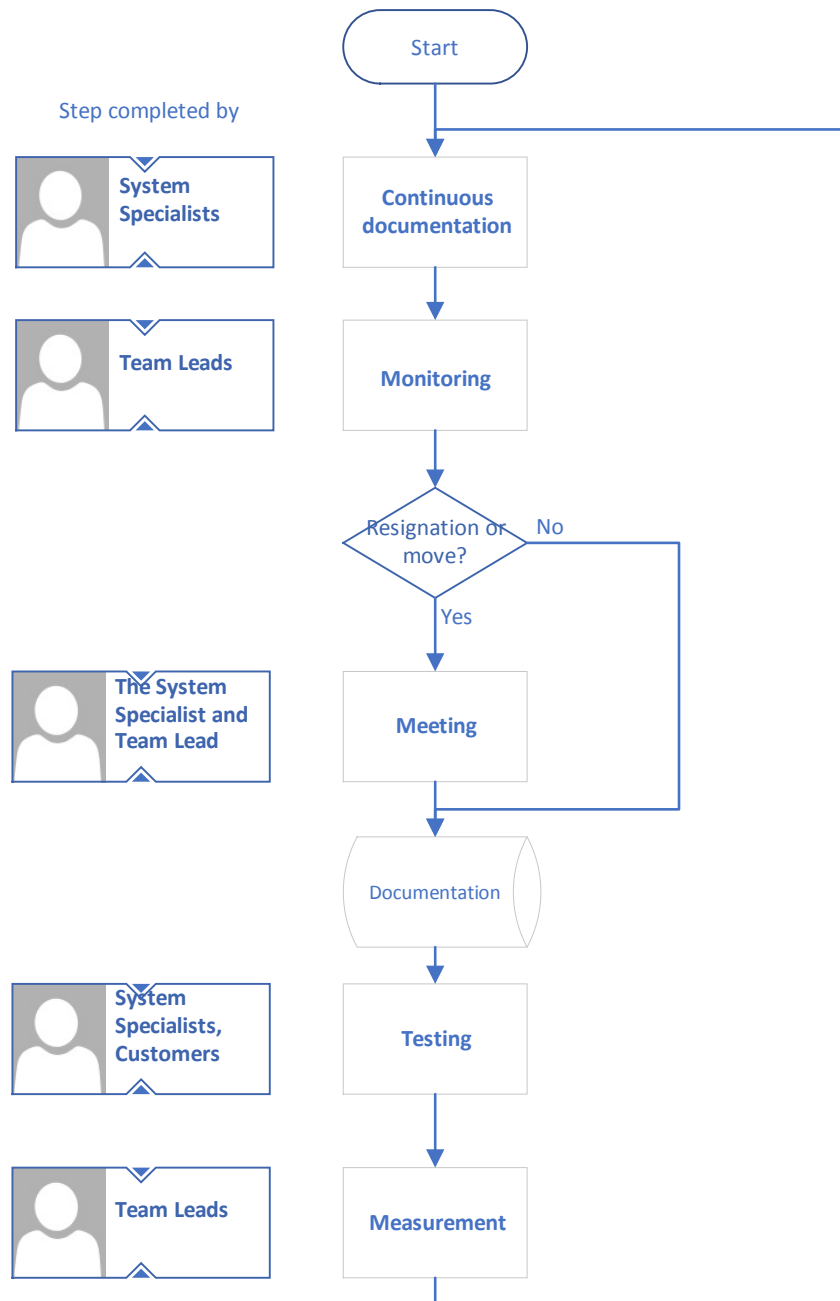 Start
Step completed by
System
Specialists
Continuous
documentation
Team Leads
Monitoring
Resignation or
move?
No
Yes
The System
Specialist and
Team Lead
Meeting
Documentation
System
Specialists,
Customers
Testing
Team Leads
Measurement